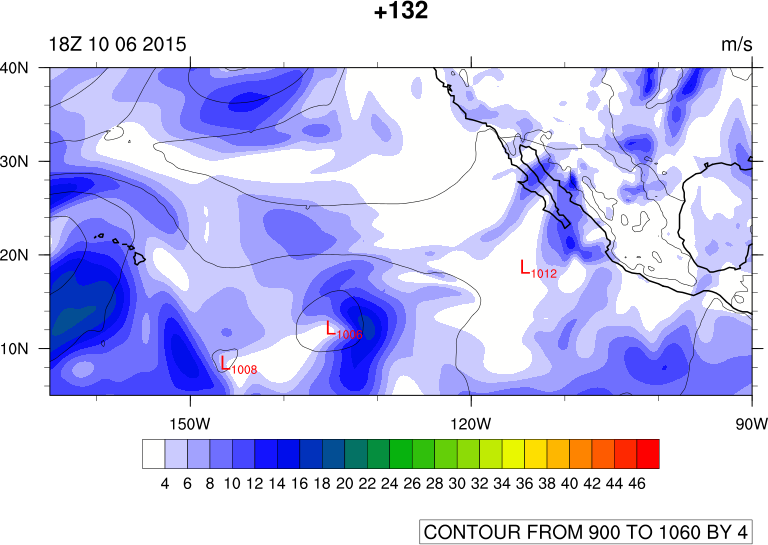 +132
18Z 10 06 2015 m/s
40N
30N
20N
10N
L1012
L1006
L1008
150W 120W 90W
4 6 8 10 12 14 16 18 20 22 24 26 28 30 32 34 36 38 40 42 44 46
CONTOUR FROM 900 TO 1060 BY 4